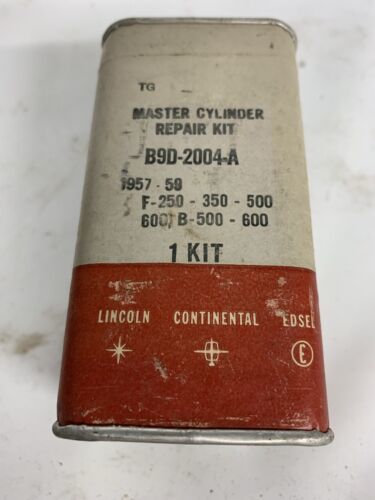 TG
MASTER CYLINDER
REPAIR KIT
B9D-2004-A
1957-59
F-250-350-500
600, B-500-600
1 KIT
LINCOLN CONTINENTAL EDSEL
E